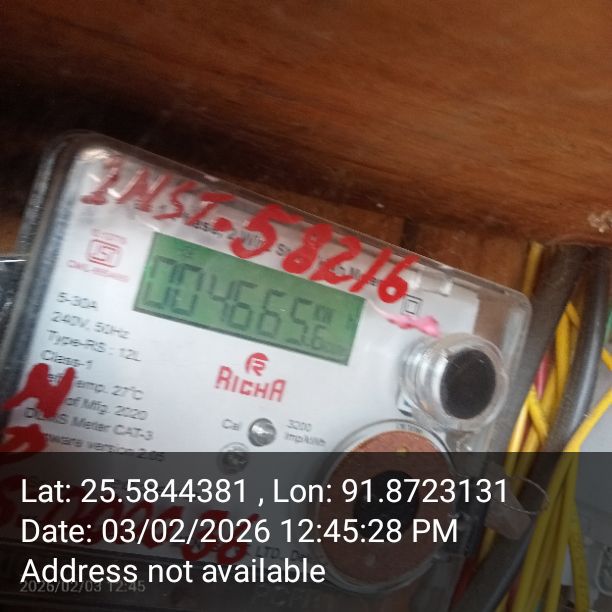 INST-58216
004665.6
5-30A
240V, 50Hz
Type-RS : 12L
Class-1
Temp. 27°C
of Mfg. 2020
Meter CAT-3
RICHA
Cal
3200
imp/kWh
N
Lat: 25.5844381 , Lon: 91.8723131
Date: 03/02/2026 12:45:28 PM
Address not available
2026/02/03 12:45